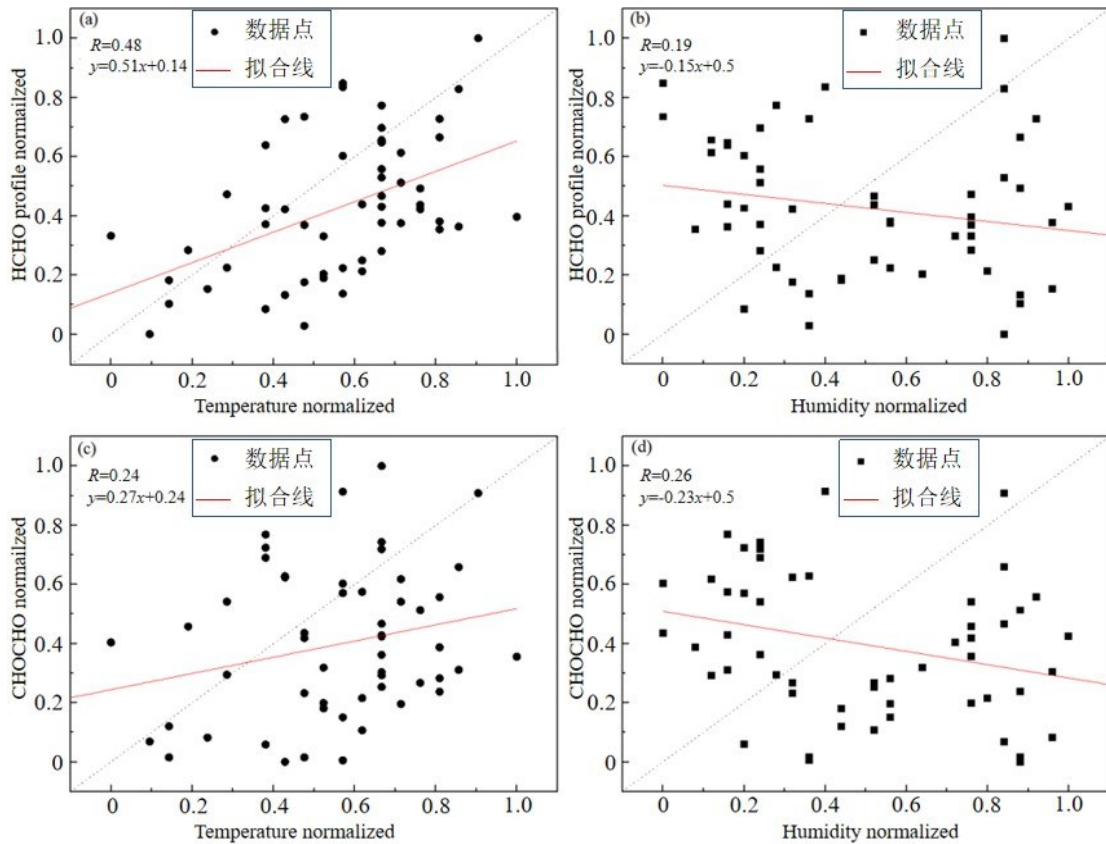 (a)
数据点
拟合线
R=0.48
y=0.51x+0.14
HCHO profile normailzed
1.0
0.8
0.6
0.4
0.2
0
0 0.2 0.4 0.6 0.8 1.0
Temperature normalized
(b)
数据点
拟合线
R=0.19
y=-0.15x+0.5
HCHO profile normailzed
1.0
0.8
0.6
0.4
0.2
0
0 0.2 0.4 0.6 0.8 1.0
Humidity normalized
(c)
数据点
拟合线
R=0.24
y=0.27x+0.24
CHOCHO normailzed
1.0
0.8
0.6
0.4
0.2
0
0 0.2 0.4 0.6 0.8 1.0
Temperature normalized
(d)
数据点
拟合线
R=0.26
y=-0.23x+0.5
CHOCHO normailzed
1.0
0.8
0.6
0.4
0.2
0
0 0.2 0.4 0.6 0.8 1.0
Humidity normalized